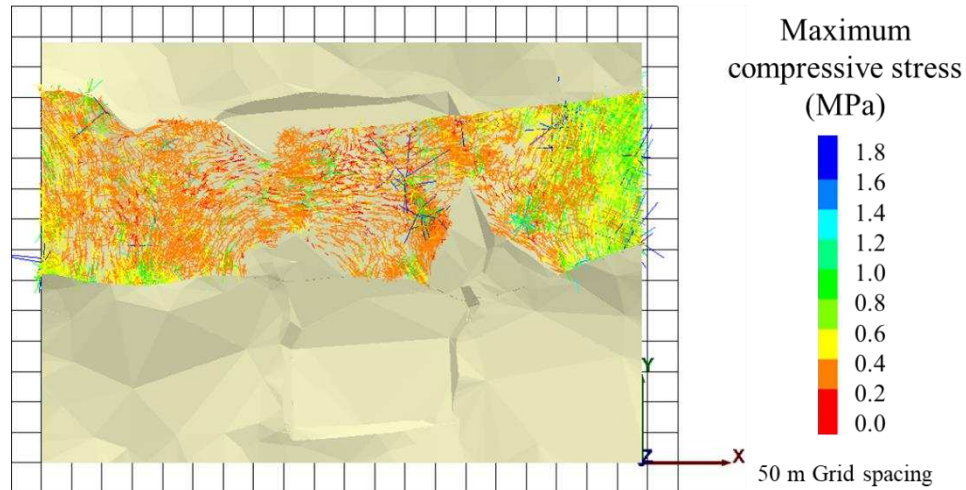 Maximum
compressive stress
(MPa)
1.8
1.6
1.4
1.2
1.0
0.8
0.6
0.4
0.2
0.0
Y
Z
X
50 m Grid spacing